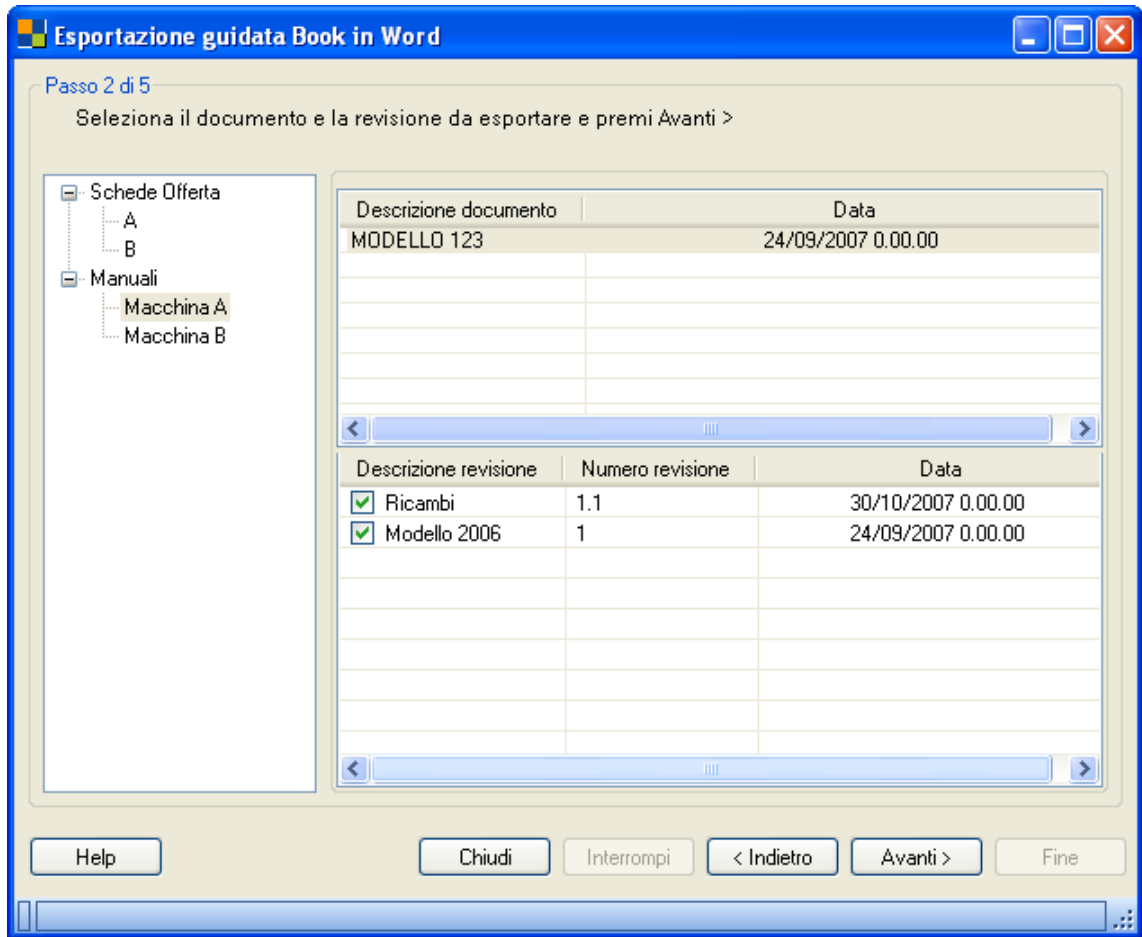 Esportazione guidata Book in Word
Passo 2 di 5
Seleziona il documento e la revisione da esportare e premi Avanti >
Schede Offerta
A
B
Manuali
Macchina A
Macchina B
Descrizione documento Data
MODELLO 123 24/09/2007 0.00.00
Descrizione revisione Numero revisione Data
Ricambi 1.1 30/10/2007 0.00.00
Modello 2006 1 24/09/2007 0.00.00
Help Chiudi Interrompi < Indietro Avanti > Fine